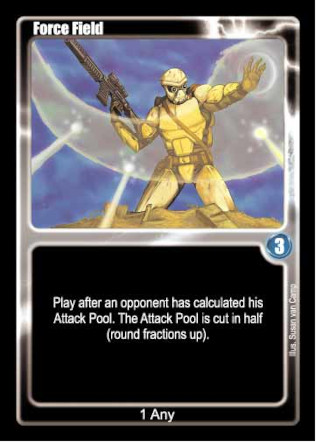 Force Field
3
Play after an opponent has calculated his
Attack Pool. The Attack Pool is cut in half
(round fractions up).
Illus. Susan van Camp
1 Any